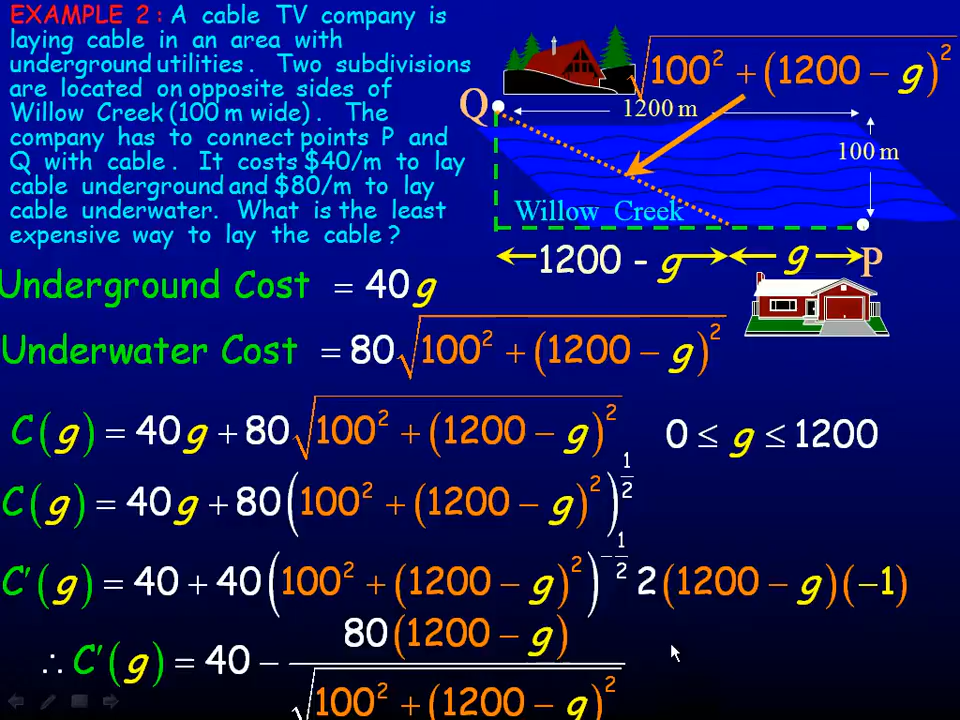 EXAMPLE 2 : A cable TV company is
laying cable in an area with
underground utilities . Two subdivisions
are located on opposite sides of
Willow Creek (100 m wide) . The
company has to connect points P and
Q with cable . It costs $40/m to lay
cable underground and $80/m to lay
cable underwater. What is the least
expensive way to lay the cable ?
√(100² + (1200 − g)²)
Q
1200 m
100 m
Willow Creek
1200 - g
g
P
Underground Cost = 40g
Underwater Cost = 80√(100² + (1200 − g)²)
C(g) = 40g + 80√(100² + (1200 − g)²) 0 ≤ g ≤ 1200
C(g) = 40g + 80(100² + (1200 − g)²)^(1/2)
C′(g) = 40 + 40(100² + (1200 − g)²)^(−1/2) 2(1200 − g)(−1)
∴ C′(g) = 40 − 80(1200 − g) / √(100² + (1200 − g)²)